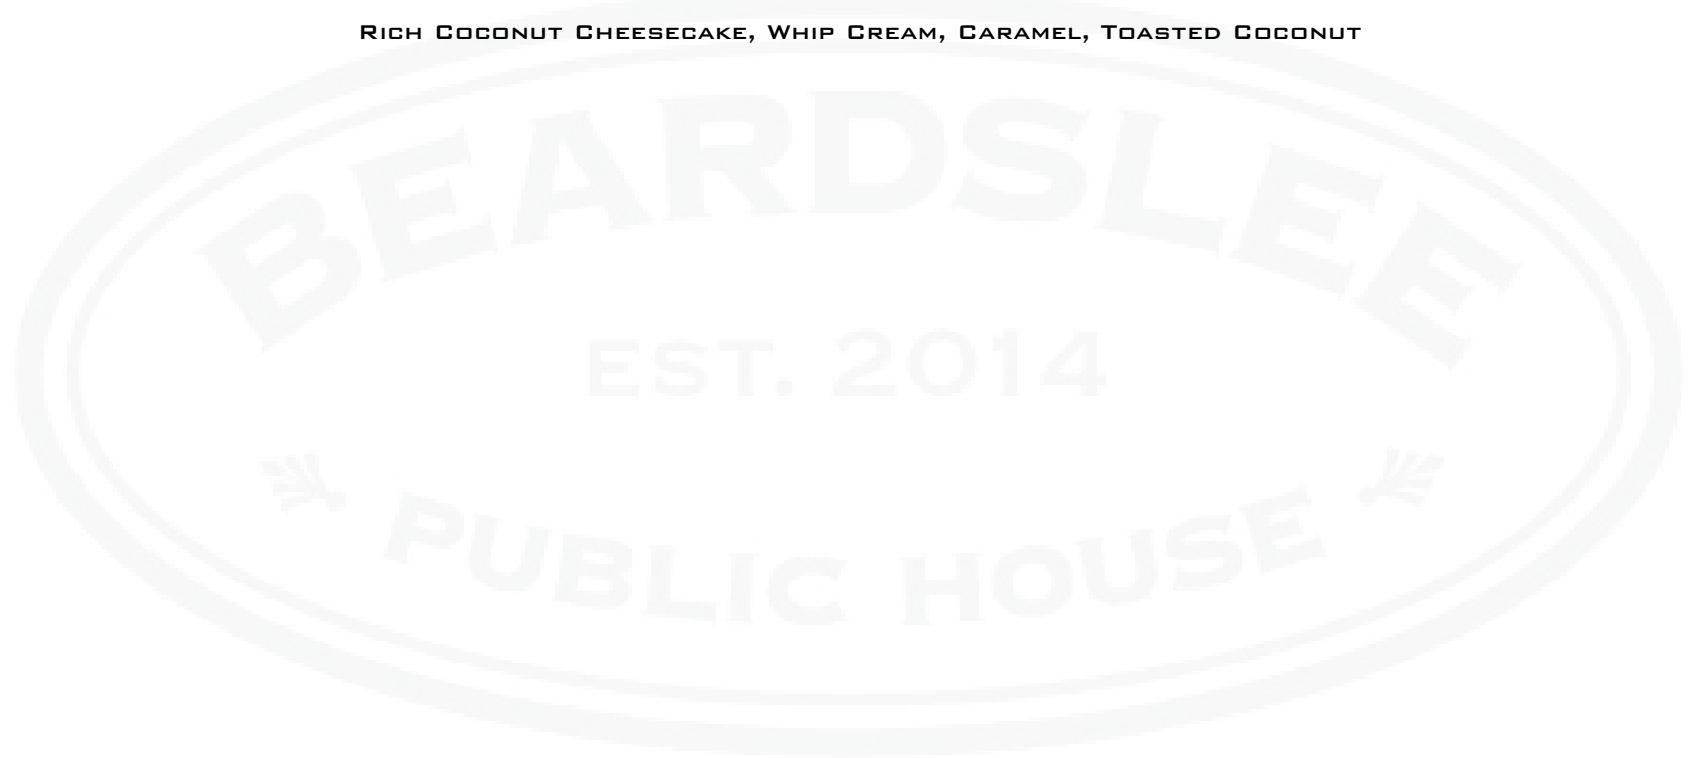 Rich Coconut Cheesecake, Whip Cream, Caramel, Toasted Coconut
BEARDSLEE
EST. 2014
PUBLIC HOUSE